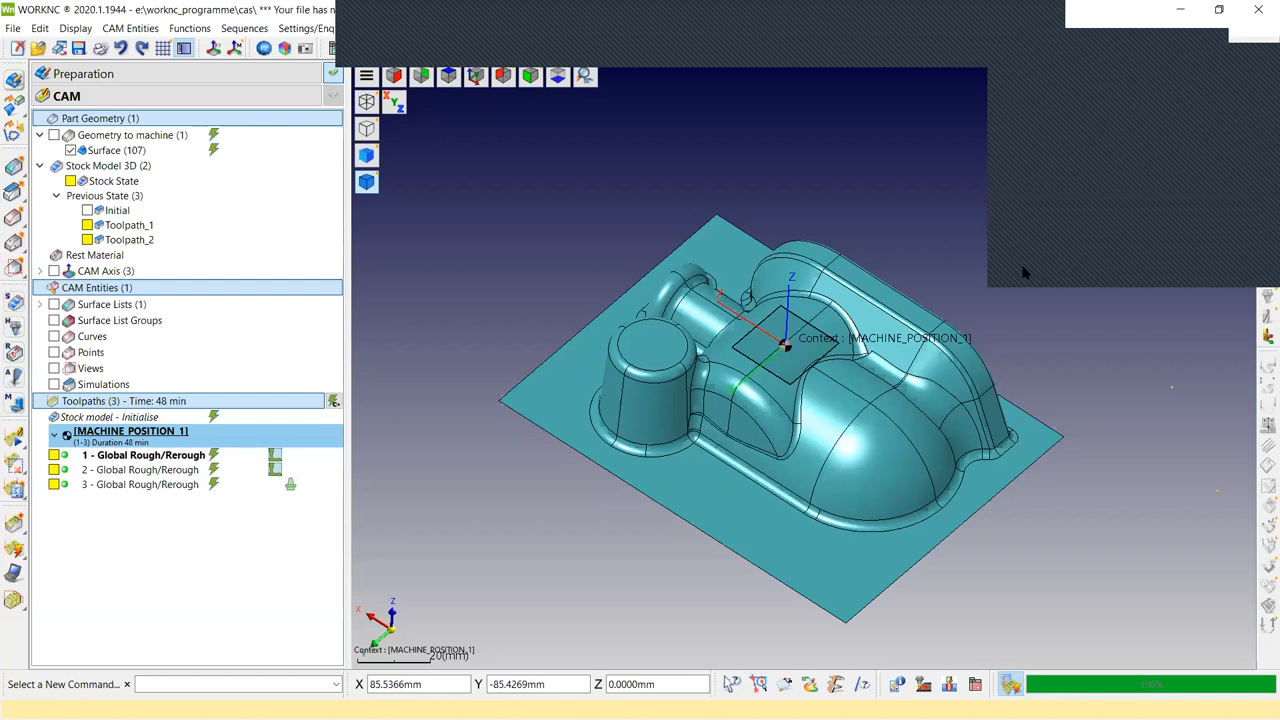 WORKNC ® 2020.1.1944 - e:\worknc_programme\cas\ *** Your file has n
File Edit Display CAM Entities Functions Sequences Settings/Enq
Preparation
CAM
Part Geometry (1)
Geometry to machine (1)
Surface (107)
Stock Model 3D (2)
Stock State
Previous State (3)
Initial
Toolpath_1
Toolpath_2
Rest Material
CAM Axis (3)
CAM Entities (1)
Surface Lists (1)
Surface List Groups
Curves
Points
Views
Simulations
Toolpaths (3) - Time: 48 min
Stock model - Initialise
[MACHINE POSITION 1]
(1-3) Duration 48 min
1 - Global Rough/Rerough
2 - Global Rough/Rerough
3 - Global Rough/Rerough
X
Y
Z
Z
X
Context : [MACHINE_POSITION_1]
Z
X
Context : [MACHINE_POSITION_1]
20(mm)
Select a New Command...
X 85.5366mm Y -85.4269mm Z 0.0000mm
100%